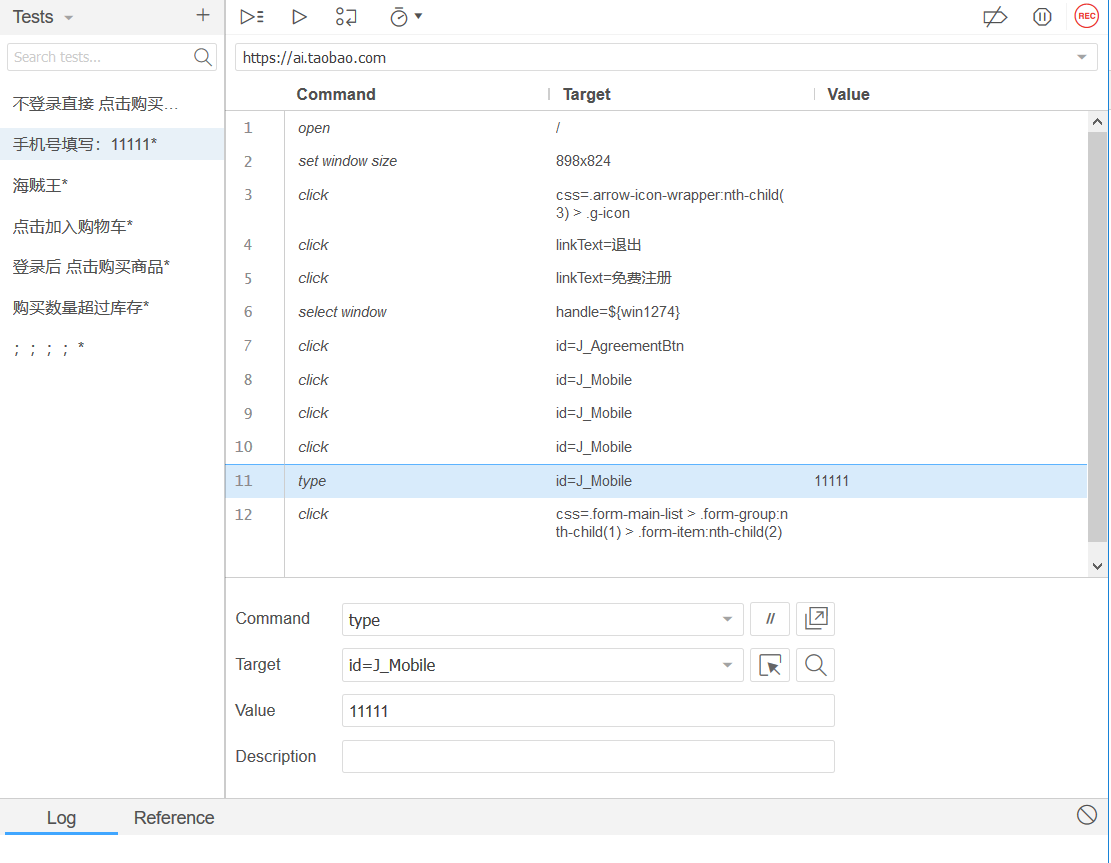 Tests
Search tests...
不登录直接 点击购买…
手机号填写：11111*
海贼王*
点击加入购物车*
登录后 点击购买商品*
购买数量超过库存*
；；；；*
REC
https://ai.taobao.com
Command Target Value
1 open /
2 set window size 898x824
3 click css=.arrow-icon-wrapper:nth-child(
3) > .g-icon
4 click linkText=退出
5 click linkText=免费注册
6 select window handle=${win1274}
7 click id=J_AgreementBtn
8 click id=J_Mobile
9 click id=J_Mobile
10 click id=J_Mobile
11 type id=J_Mobile 11111
12 click css=.form-main-list > .form-group:n
th-child(1) > .form-item:nth-child(2)
Command type //
Target id=J_Mobile
Value 11111
Description
Log Reference